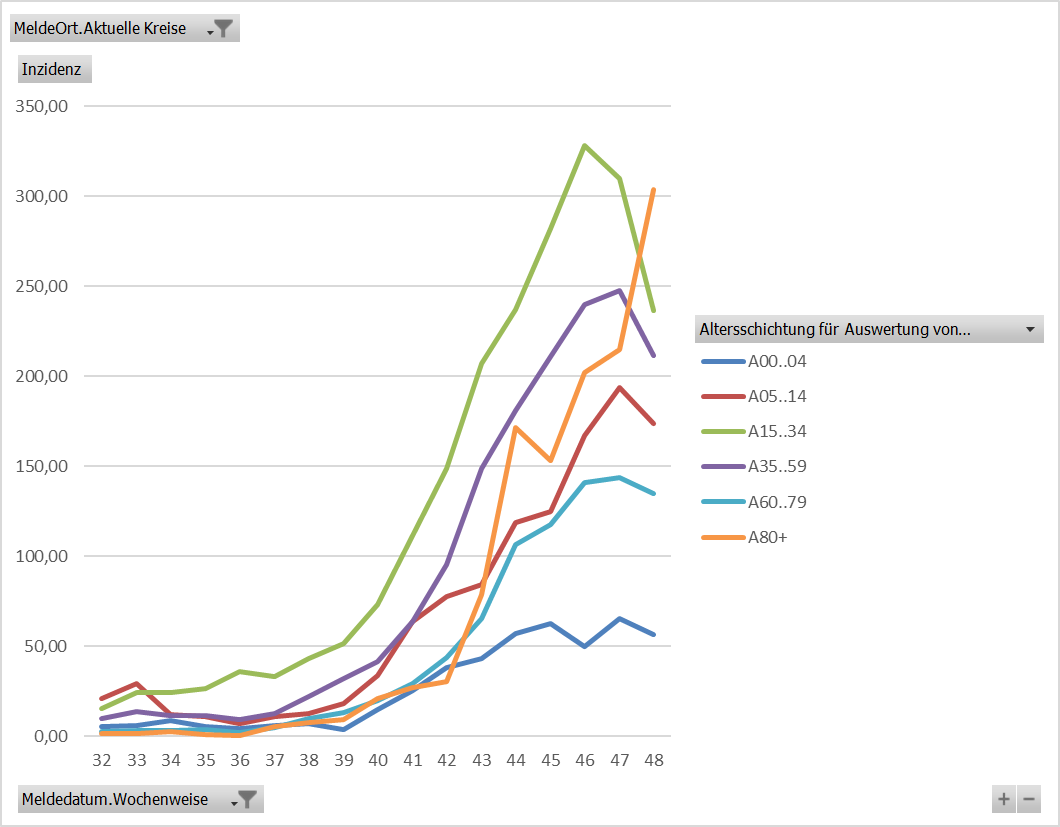 MeldeOrt.Aktuelle Kreise
Inzidenz
350,00
300,00
250,00
200,00
150,00
100,00
50,00
0,00
32 33 34 35 36 37 38 39 40 41 42 43 44 45 46 47 48
Altersschichtung für Auswertung von...
A00..04
A05..14
A15..34
A35..59
A60..79
A80+
Meldedatum.Wochenweise
+ −